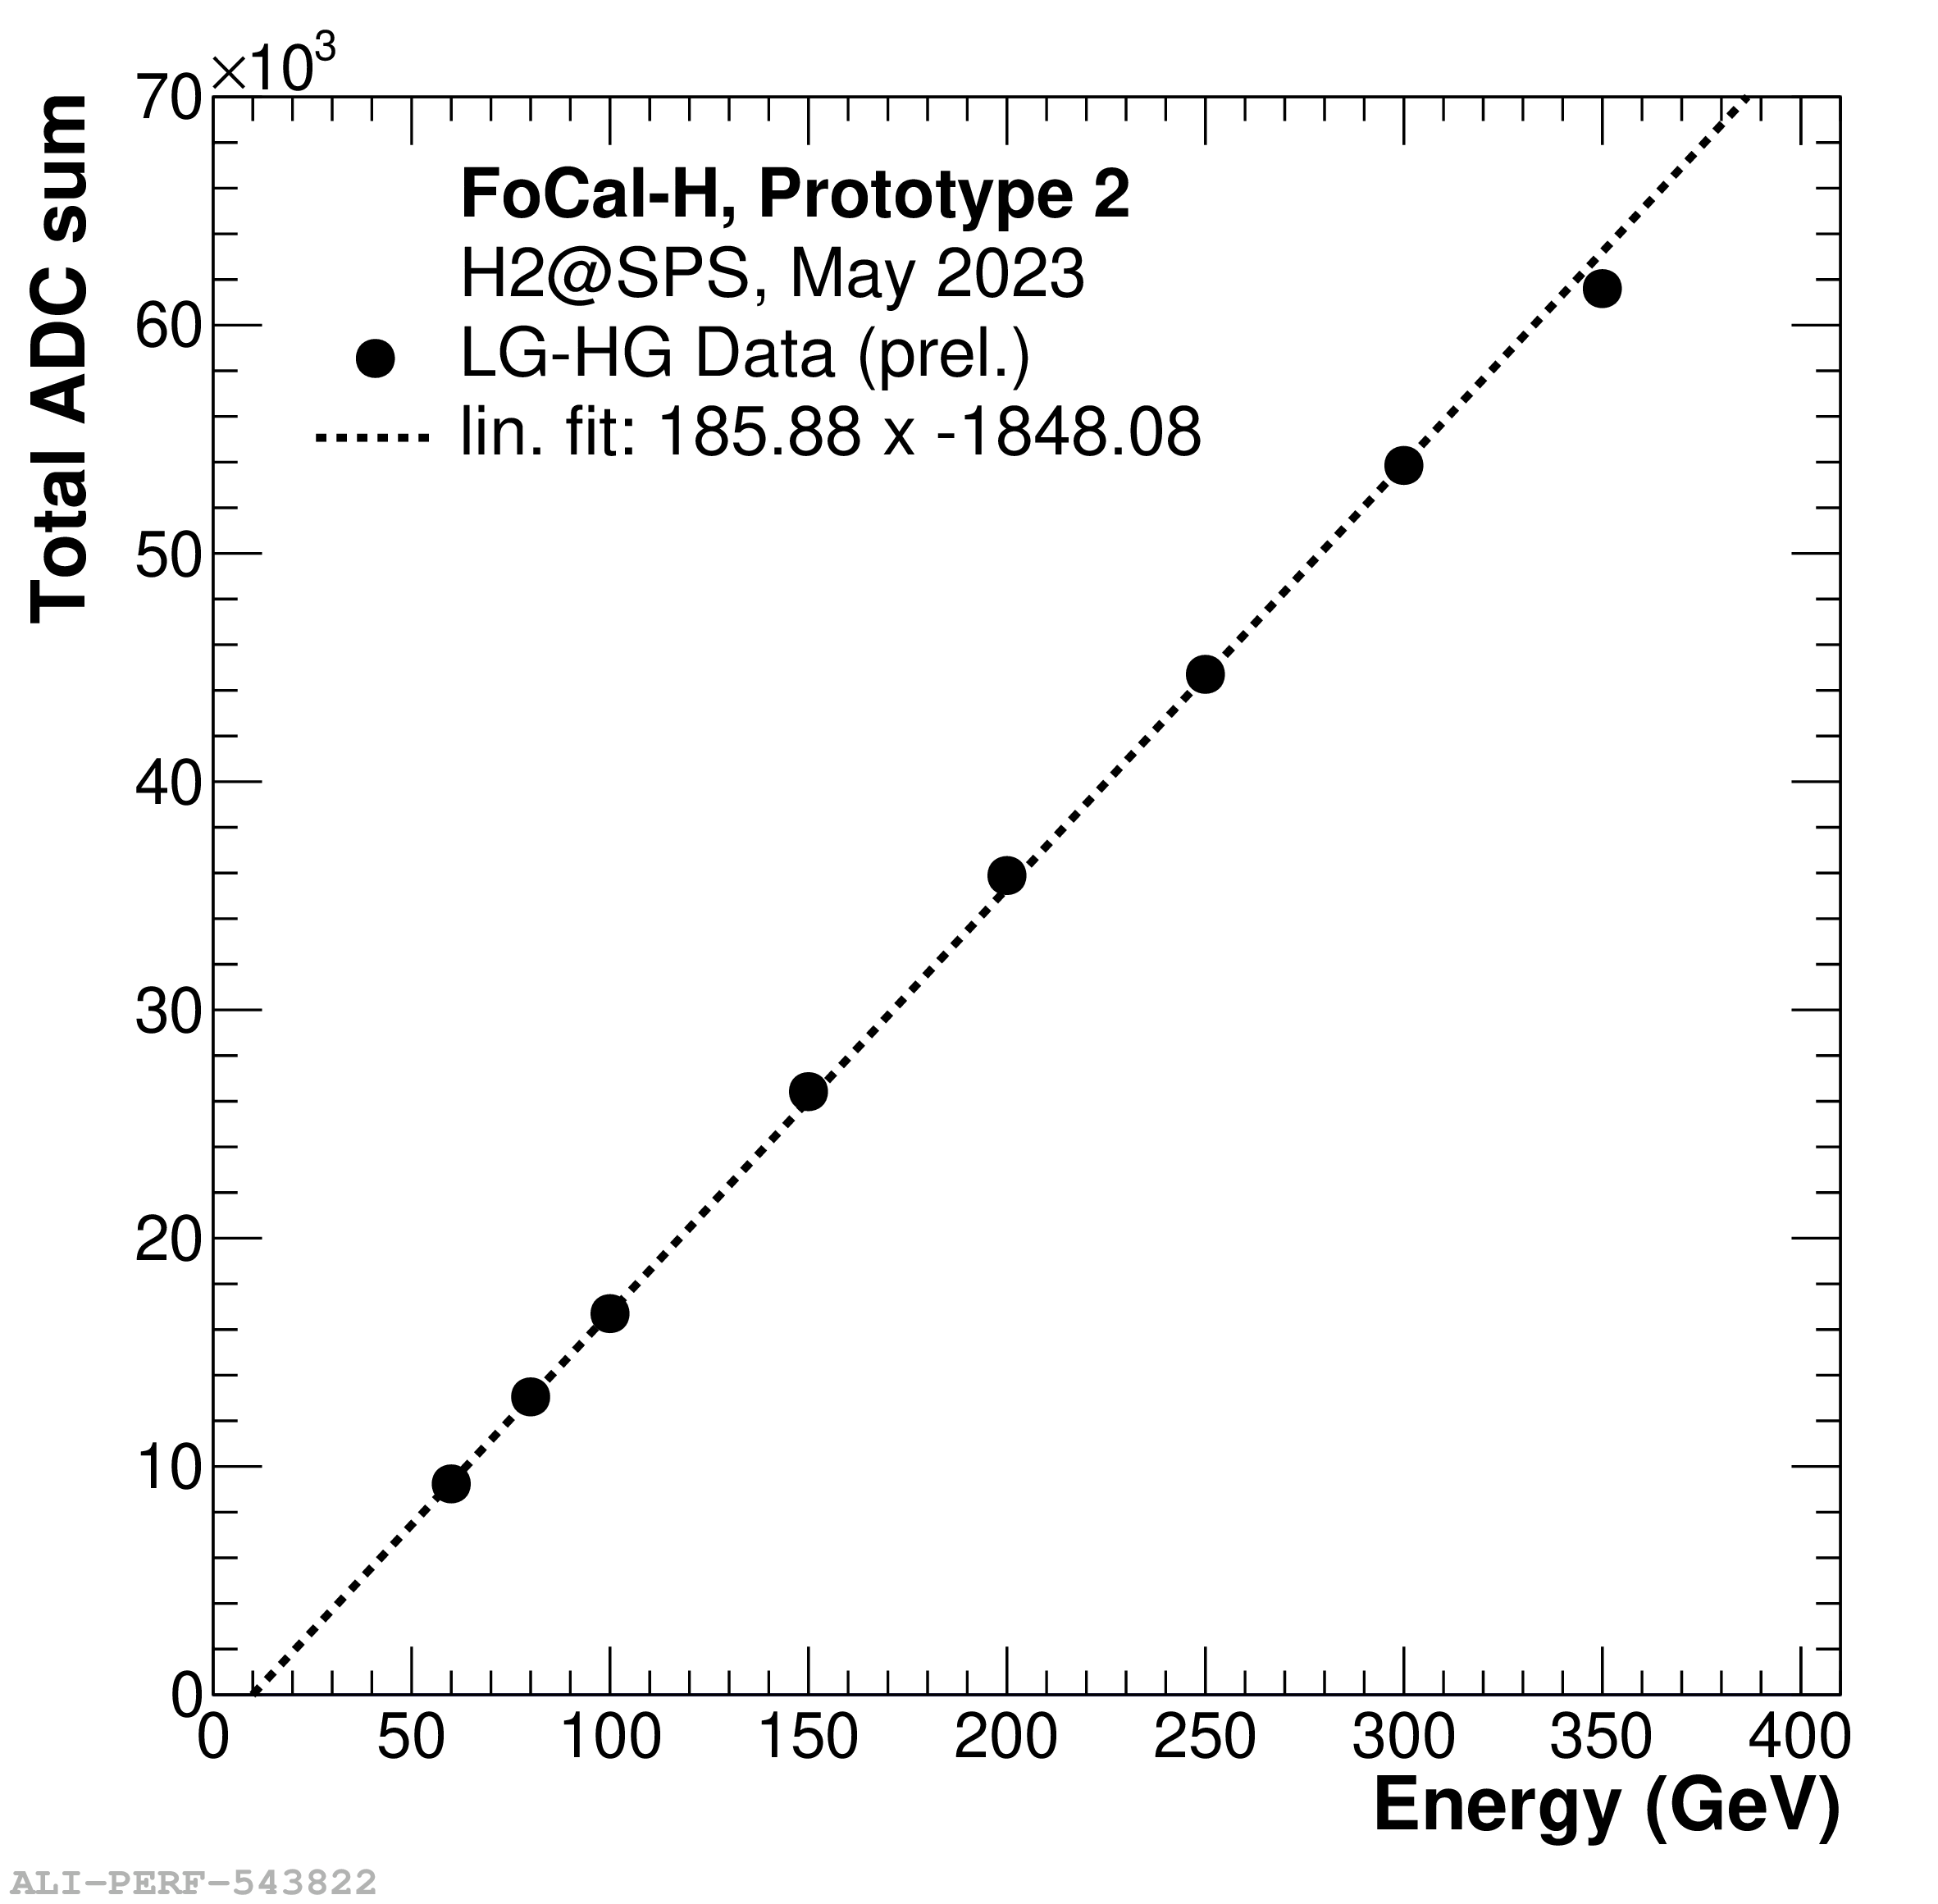 ×10³
70
60
50
40
30
20
10
0
Total ADC sum
FoCal-H, Prototype 2
H2@SPS, May 2023
LG-HG Data (prel.)
lin. fit: 185.88 x -1848.08
0 50 100 150 200 250 300 350 400
Energy (GeV)
ALI-PERF-543822